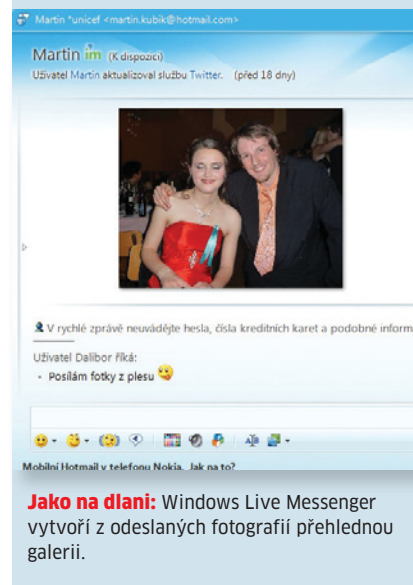 Martin *unicef <martin.kubik@hotmail.com>
Martin im (K dispozici)
Uživatel Martin aktualizoval službu Twitter. (před 18 dny)
V rychlé zprávě neuvádějte hesla, čísla kreditních karet a podobné inform
Uživatel Dalibor říká:
- Posílám fotky z plesu
Mobilní Hotmail v telefonu Nokia. Jak na to?
Jako na dlani: Windows Live Messenger
vytvoří z odeslaných fotografií přehlednou
galerii.